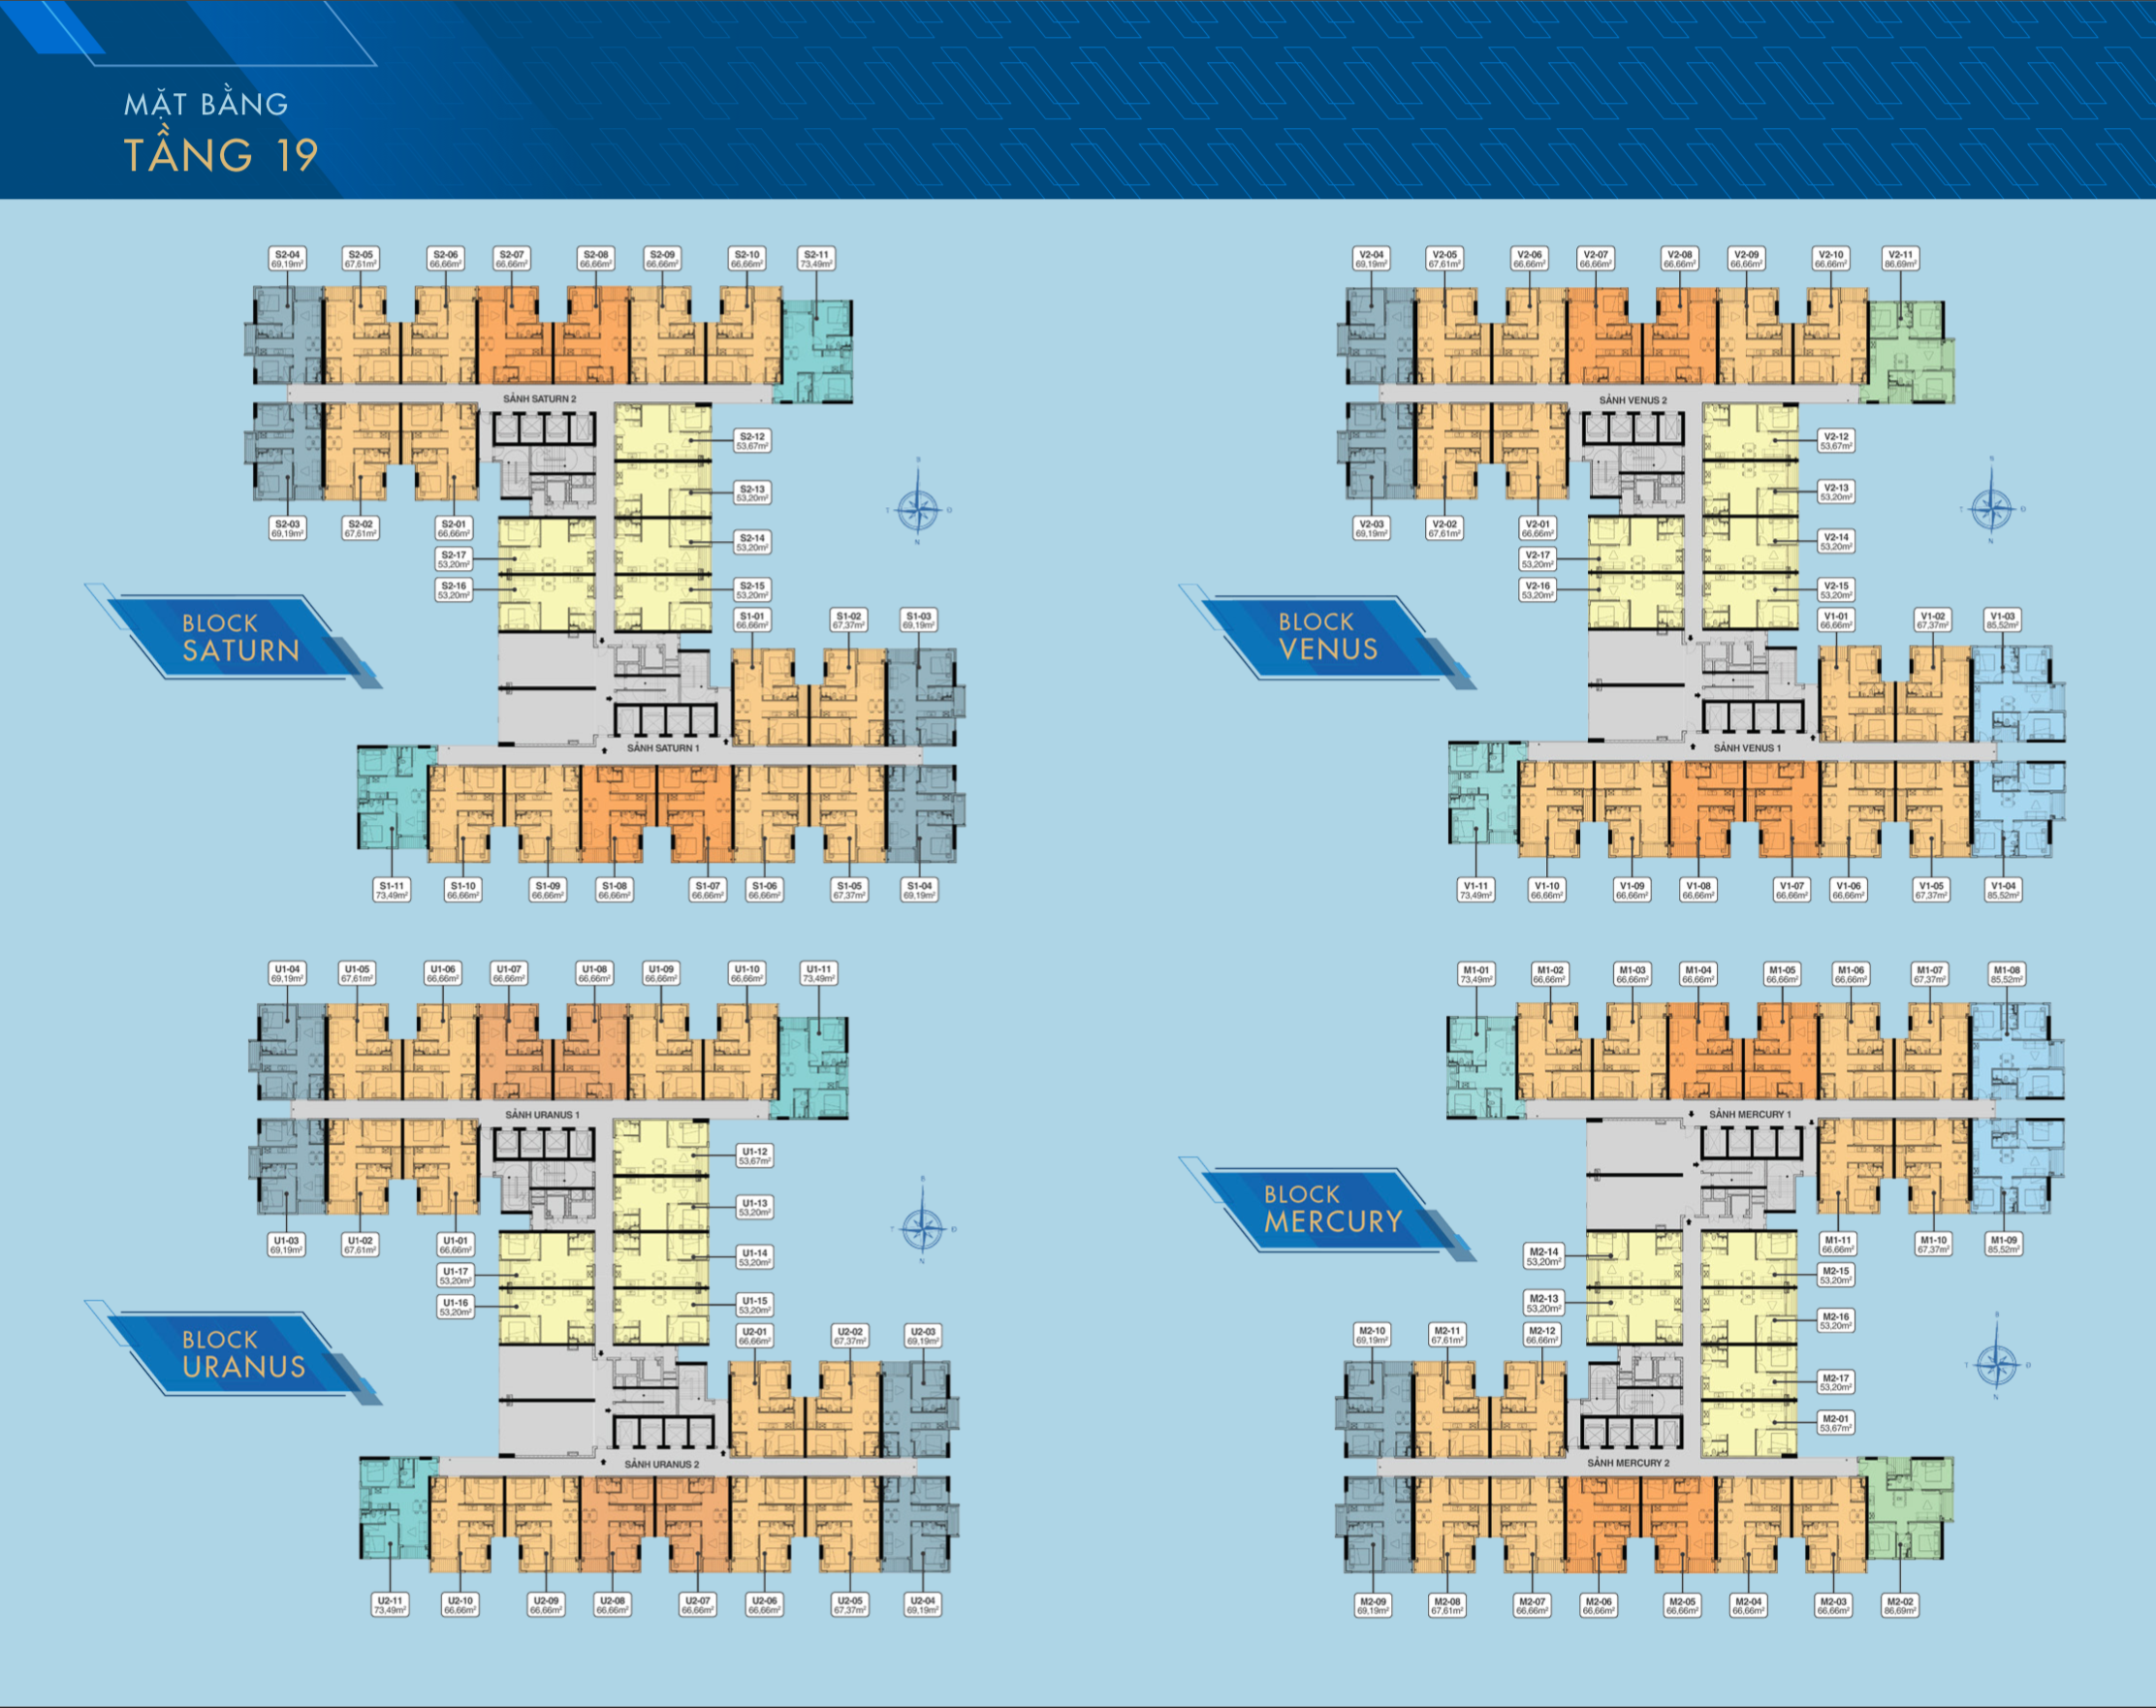 MẶT BẰNG
TẦNG 19
S2-04
69,19m²
S2-05
67,61m²
S2-06
66,66m²
S2-07
66,66m²
S2-08
66,66m²
S2-09
66,66m²
S2-10
66,66m²
S2-11
73,49m²
SẢNH SATURN 2
S2-12
53,67m²
S2-13
53,20m²
S2-03
69,19m²
S2-02
67,61m²
S2-01
66,66m²
S2-14
53,20m²
S2-17
53,20m²
S2-16
53,20m²
S2-15
53,20m²
B
T
Đ
N
BLOCK
SATURN
S1-01
66,66m²
S1-02
67,37m²
S1-03
69,19m²
SẢNH SATURN 1
S1-11
73,49m²
S1-10
66,66m²
S1-09
66,66m²
S1-08
66,66m²
S1-07
66,66m²
S1-06
66,66m²
S1-05
67,37m²
S1-04
69,19m²
V2-04
69,19m²
V2-05
67,61m²
V2-06
66,66m²
V2-07
66,66m²
V2-08
66,66m²
V2-09
66,66m²
V2-10
66,66m²
V2-11
86,69m²
SẢNH VENUS 2
V2-12
53,67m²
V2-13
53,20m²
V2-03
69,19m²
V2-02
67,61m²
V2-01
66,66m²
V2-14
53,20m²
V2-17
53,20m²
V2-16
53,20m²
V2-15
53,20m²
T
Đ
N
BLOCK
VENUS
V1-01
66,66m²
V1-02
67,37m²
V1-03
85,52m²
SẢNH VENUS 1
V1-11
73,49m²
V1-10
66,66m²
V1-09
66,66m²
V1-08
66,66m²
V1-07
66,66m²
V1-06
66,66m²
V1-05
67,37m²
V1-04
85,52m²
U1-04
69,19m²
U1-05
67,61m²
U1-06
66,66m²
U1-07
66,66m²
U1-08
66,66m²
U1-09
66,66m²
U1-10
66,66m²
U1-11
73,49m²
SẢNH URANUS 1
U1-12
53,67m²
U1-13
53,20m²
U1-03
69,19m²
U1-02
67,61m²
U1-01
66,66m²
U1-14
53,20m²
U1-17
53,20m²
U1-16
53,20m²
U1-15
53,20m²
B
T
Đ
N
BLOCK
URANUS
U2-01
66,66m²
U2-02
67,37m²
U2-03
69,19m²
SẢNH URANUS 2
U2-11
73,49m²
U2-10
66,66m²
U2-09
66,66m²
U2-08
66,66m²
U2-07
66,66m²
U2-06
66,66m²
U2-05
67,37m²
U2-04
69,19m²
M1-01
73,49m²
M1-02
66,66m²
M1-03
66,66m²
M1-04
66,66m²
M1-05
66,66m²
M1-06
66,66m²
M1-07
67,37m²
M1-08
85,52m²
SẢNH MERCURY 1
BLOCK
MERCURY
M1-11
66,66m²
M1-10
67,37m²
M1-09
85,52m²
M2-14
53,20m²
M2-15
53,20m²
M2-13
53,20m²
M2-16
53,20m²
M2-10
69,19m²
M2-11
67,61m²
M2-12
66,66m²
M2-17
53,20m²
M2-01
53,67m²
B
T
Đ
N
SẢNH MERCURY 2
M2-09
69,19m²
M2-08
67,61m²
M2-07
66,66m²
M2-06
66,66m²
M2-05
66,66m²
M2-04
66,66m²
M2-03
66,66m²
M2-02
86,69m²